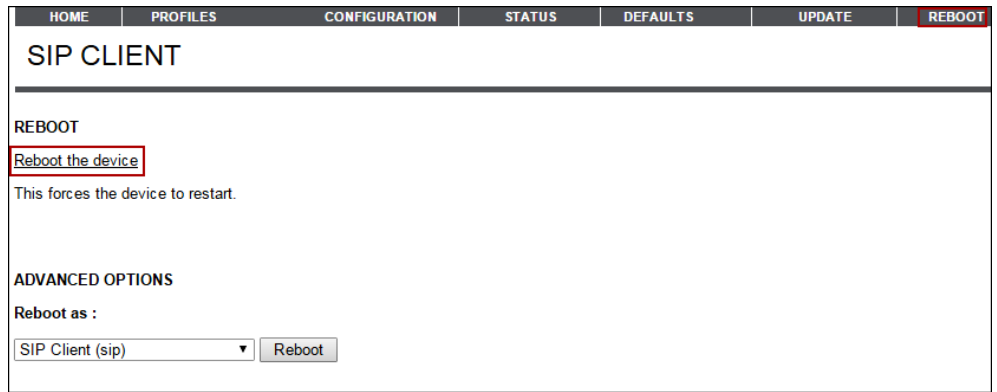 HOME PROFILES CONFIGURATION STATUS DEFAULTS UPDATE REBOOT
SIP CLIENT
REBOOT
Reboot the device
This forces the device to restart.
ADVANCED OPTIONS
Reboot as :
SIP Client (sip) Reboot